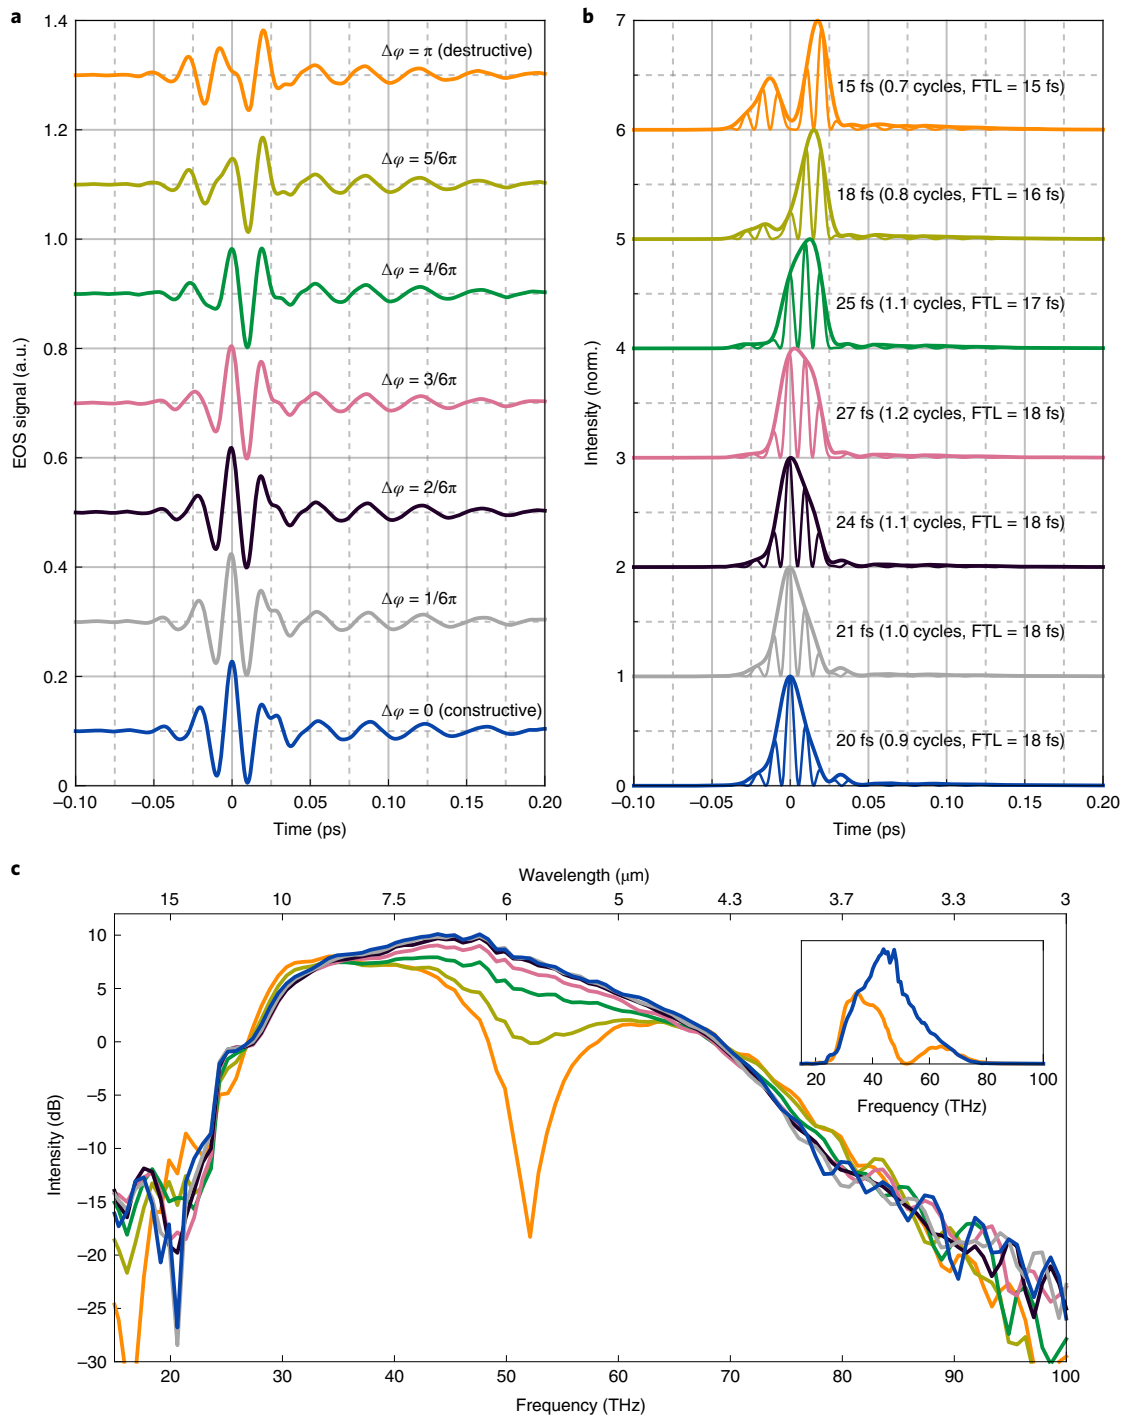 a
1.4
1.2
1.0
0.8
0.6
0.4
0.2
0
EOS signal (a.u.)
Δφ = π (destructive)
Δφ = 5/6π
Δφ = 4/6π
Δφ = 3/6π
Δφ = 2/6π
Δφ = 1/6π
Δφ = 0 (constructive)
−0.10 −0.05 0 0.05 0.10 0.15 0.20
Time (ps)
b
7
6
5
4
3
2
1
0
Intensity (norm.)
15 fs (0.7 cycles, FTL = 15 fs)
18 fs (0.8 cycles, FTL = 16 fs)
25 fs (1.1 cycles, FTL = 17 fs)
27 fs (1.2 cycles, FTL = 18 fs)
24 fs (1.1 cycles, FTL = 18 fs)
21 fs (1.0 cycles, FTL = 18 fs)
20 fs (0.9 cycles, FTL = 18 fs)
−0.10 −0.05 0 0.05 0.10 0.15 0.20
Time (ps)
c
Wavelength (μm)
15 10 7.5 6 5 4.3 3.7 3.3 3
10
5
0
−5
−10
−15
−20
−25
−30
Intensity (dB)
20 40 60 80 100
Frequency (THz)
20 30 40 50 60 70 80 90 100
Frequency (THz)